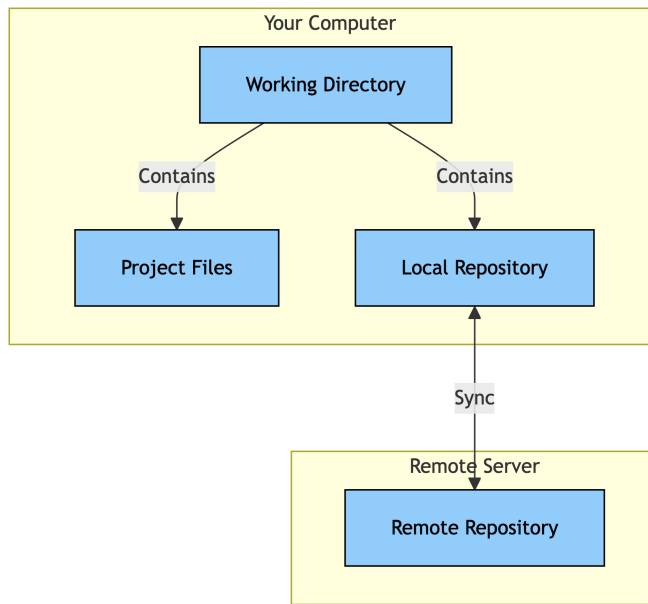 Your Computer
Working Directory
Contains
Contains
Project Files
Local Repository
Sync
Remote Server
Remote Repository